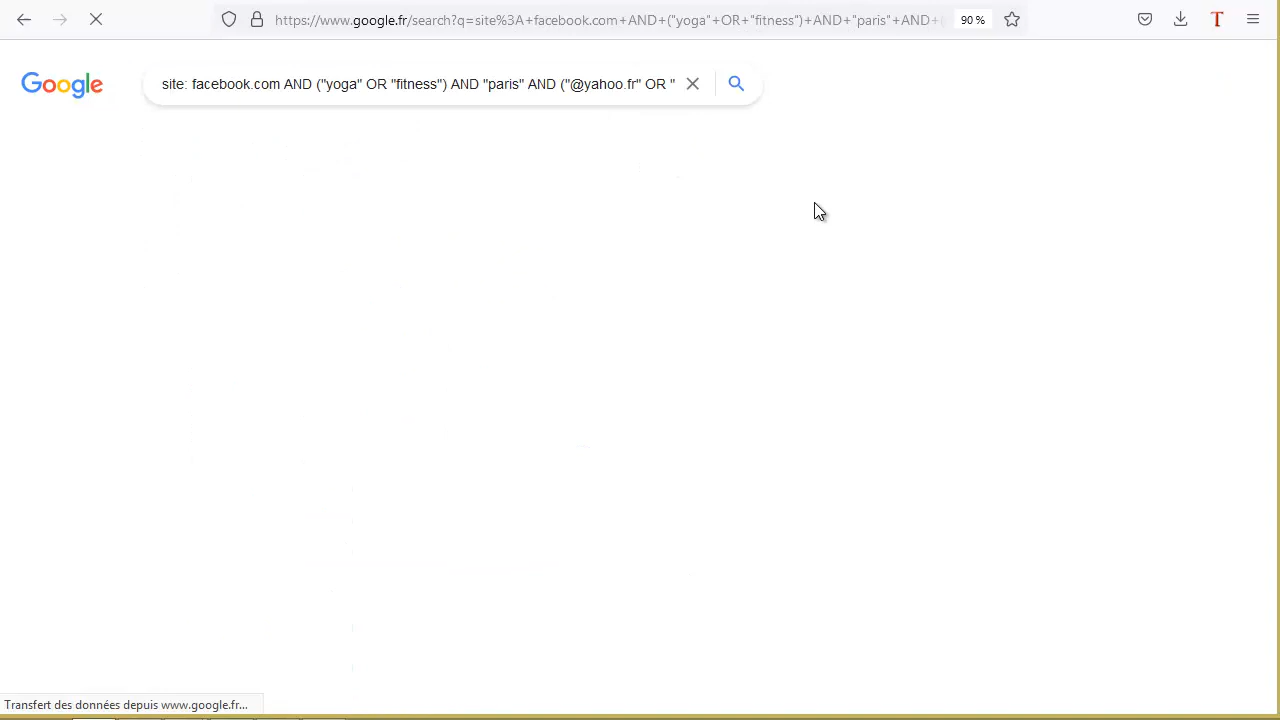 https://www.google.fr/search?q=site%3A+facebook.com+AND+("yoga"+OR+"fitness")+AND+"paris"+AND+(
90 %
T
Google
site: facebook.com AND ("yoga" OR "fitness") AND "paris" AND ("@yahoo.fr" OR "
Transfert des données depuis www.google.fr...